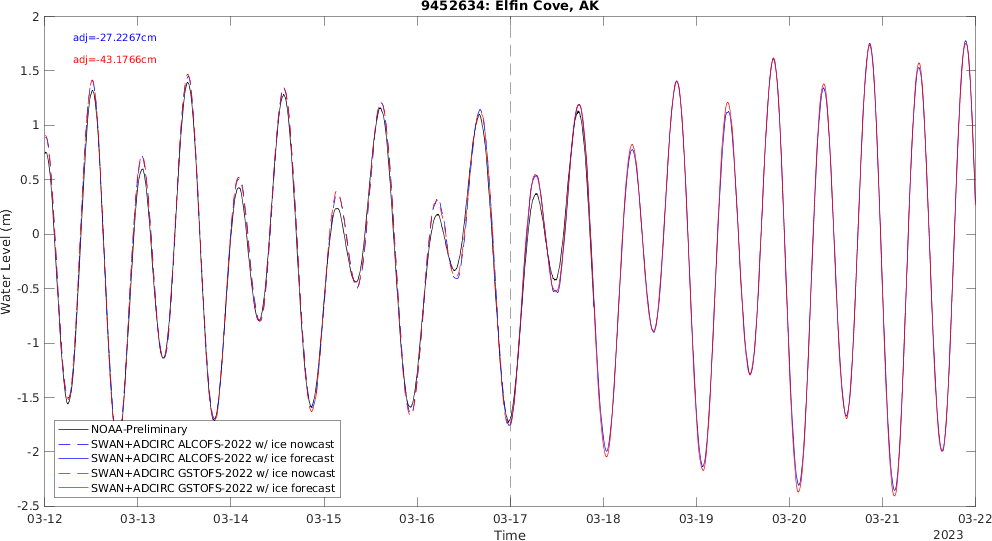 9452634: Elfin Cove, AK
adj=-27.2267cm
adj=-43.1766cm
Water Level (m)
2
1.5
1
0.5
0
-0.5
-1
-1.5
-2
-2.5
NOAA-Preliminary
SWAN+ADCIRC ALCOFS-2022 w/ ice nowcast
SWAN+ADCIRC ALCOFS-2022 w/ ice forecast
SWAN+ADCIRC GSTOFS-2022 w/ ice nowcast
SWAN+ADCIRC GSTOFS-2022 w/ ice forecast
03-12 03-13 03-14 03-15 03-16 03-17 03-18 03-19 03-20 03-21 03-22
Time
2023